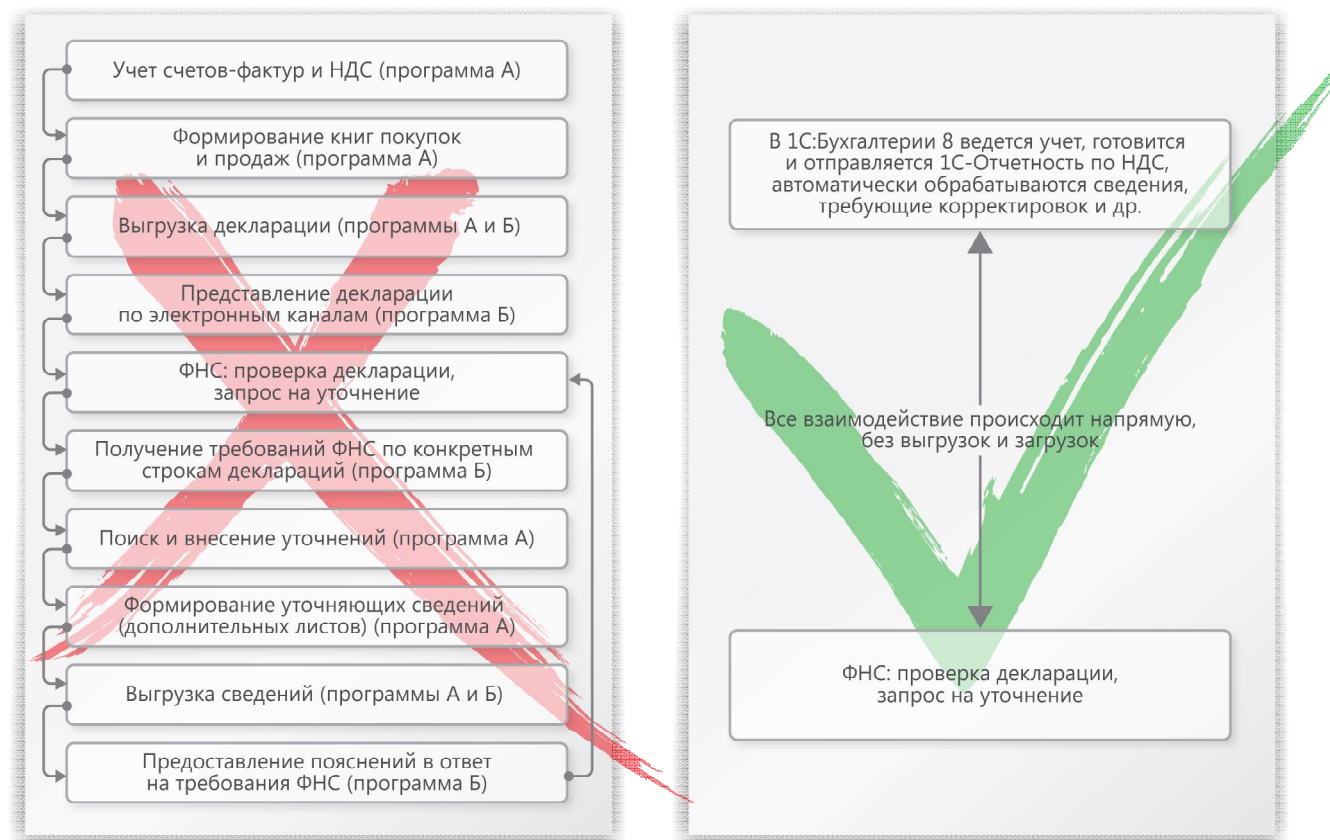 Учет счетов-фактур и НДС (программа А)
Формирование книг покупок
и продаж (программа А)
Выгрузка декларации (программы А и Б)
Представление декларации
по электронным каналам (программа Б)
ФНС: проверка декларации,
запрос на уточнение
Получение требований ФНС по конкретным
строкам деклараций (программа Б)
Поиск и внесение уточнений (программа А)
Формирование уточняющих сведений
(дополнительных листов) (программа А)
Выгрузка сведений (программы А и Б)
Предоставление пояснений в ответ
на требования ФНС (программа Б)
В 1С:Бухгалтерии 8 ведется учет, готовится
и отправляется 1С-Отчетность по НДС,
автоматически обрабатываются сведения,
требующие корректировок и др.
Все взаимодействие происходит напрямую,
без выгрузок и загрузок
ФНС: проверка декларации,
запрос на уточнение